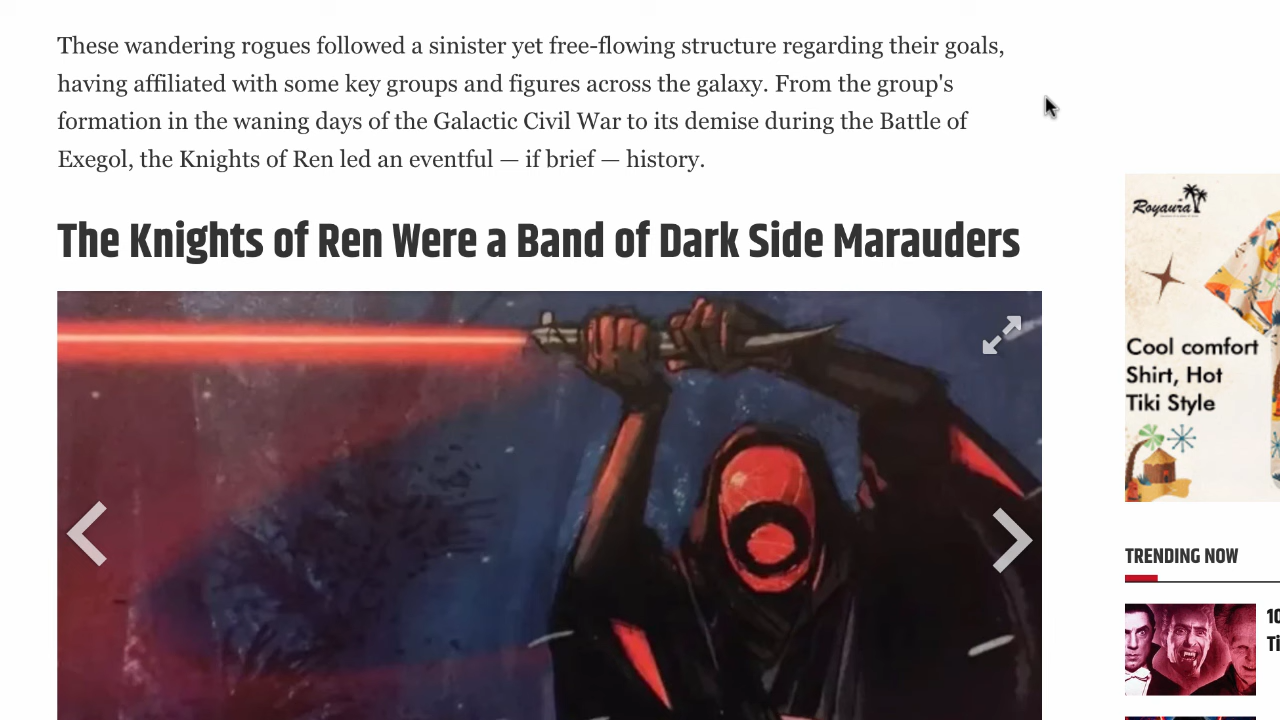 These wandering rogues followed a sinister yet free-flowing structure regarding their goals,
having affiliated with some key groups and figures across the galaxy. From the group's
formation in the waning days of the Galactic Civil War to its demise during the Battle of
Exegol, the Knights of Ren led an eventful — if brief — history.
The Knights of Ren Were a Band of Dark Side Marauders
Royaura
Cool comfort
Shirt, Hot
Tiki Style
TRENDING NOW
10
Ti